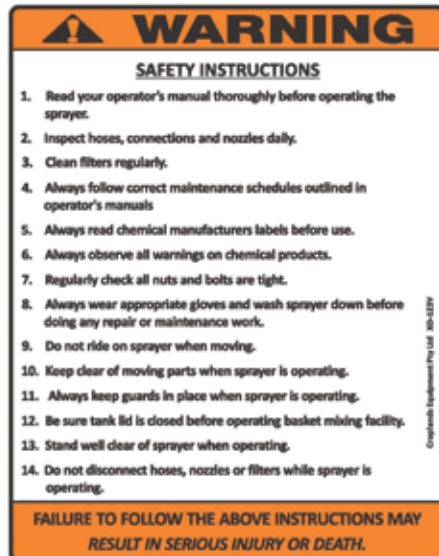 WARNING
SAFETY INSTRUCTIONS
1. Read your operator's manual thoroughly before operating the
sprayer.
2. Inspect hoses, connections and nozzles daily.
3. Clean filters regularly.
4. Always follow correct maintenance schedules outlined in
operator's manuals
5. Always read chemical manufacturers labels before use.
6. Always observe all warnings on chemical products.
7. Regularly check all nuts and bolts are tight.
8. Always wear appropriate gloves and wash sprayer down before
doing any repair or maintenance work.
9. Do not ride on sprayer when moving.
10. Keep clear of moving parts when sprayer is operating.
11. Always keep guards in place when sprayer is operating.
12. Be sure tank lid is closed before operating basket mixing facility.
13. Stand well clear of sprayer when operating.
14. Do not disconnect hoses, nozzles or filters while sprayer is
operating.
Croplands Equipment Pty Ltd
FAILURE TO FOLLOW THE ABOVE INSTRUCTIONS MAY
RESULT IN SERIOUS INJURY OR DEATH.